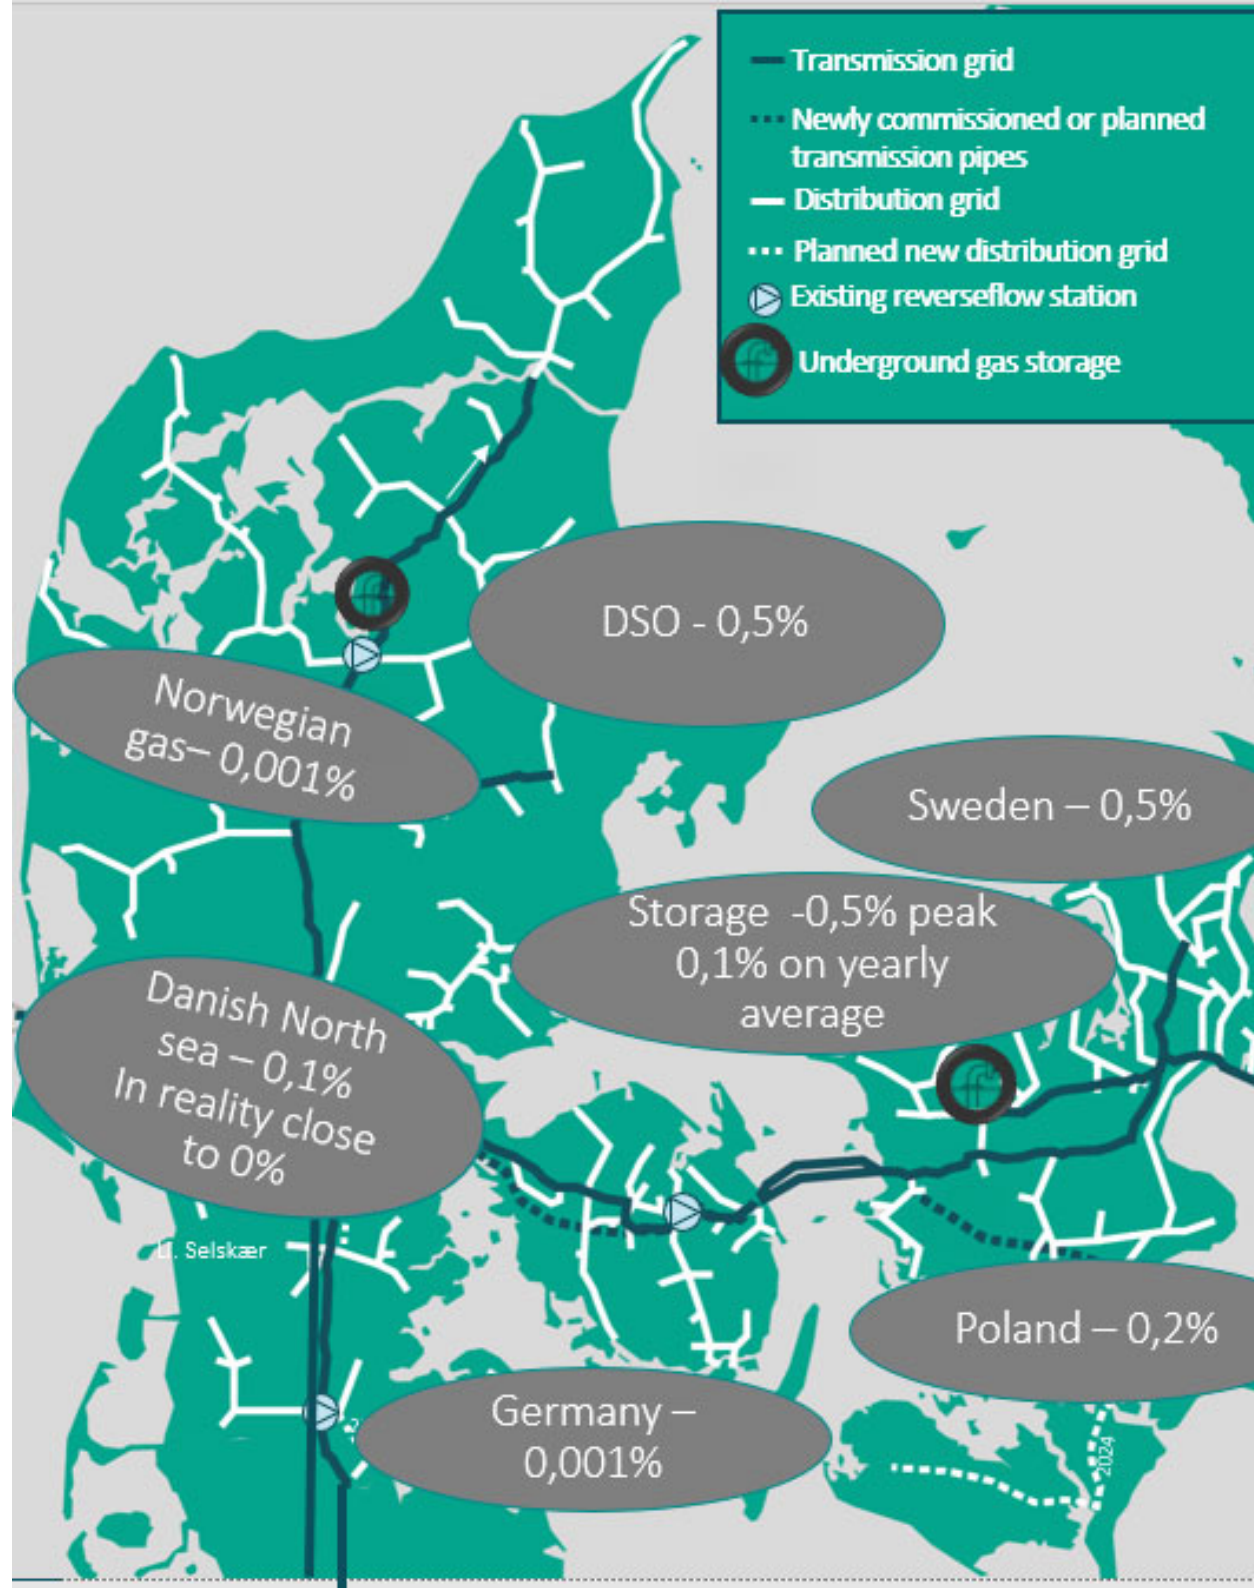 Transmission grid
Newly commissioned or planned
transmission pipes
Distribution grid
Planned new distribution grid
Existing reverseflow station
Underground gas storage
DSO - 0,5%
Norwegian
gas– 0,001%
Sweden – 0,5%
Storage -0,5% peak
0,1% on yearly
average
Danish North
sea – 0,1%
In reality close
to 0%
Ll. Selskær
Poland – 0,2%
Germany –
0,001%
2024